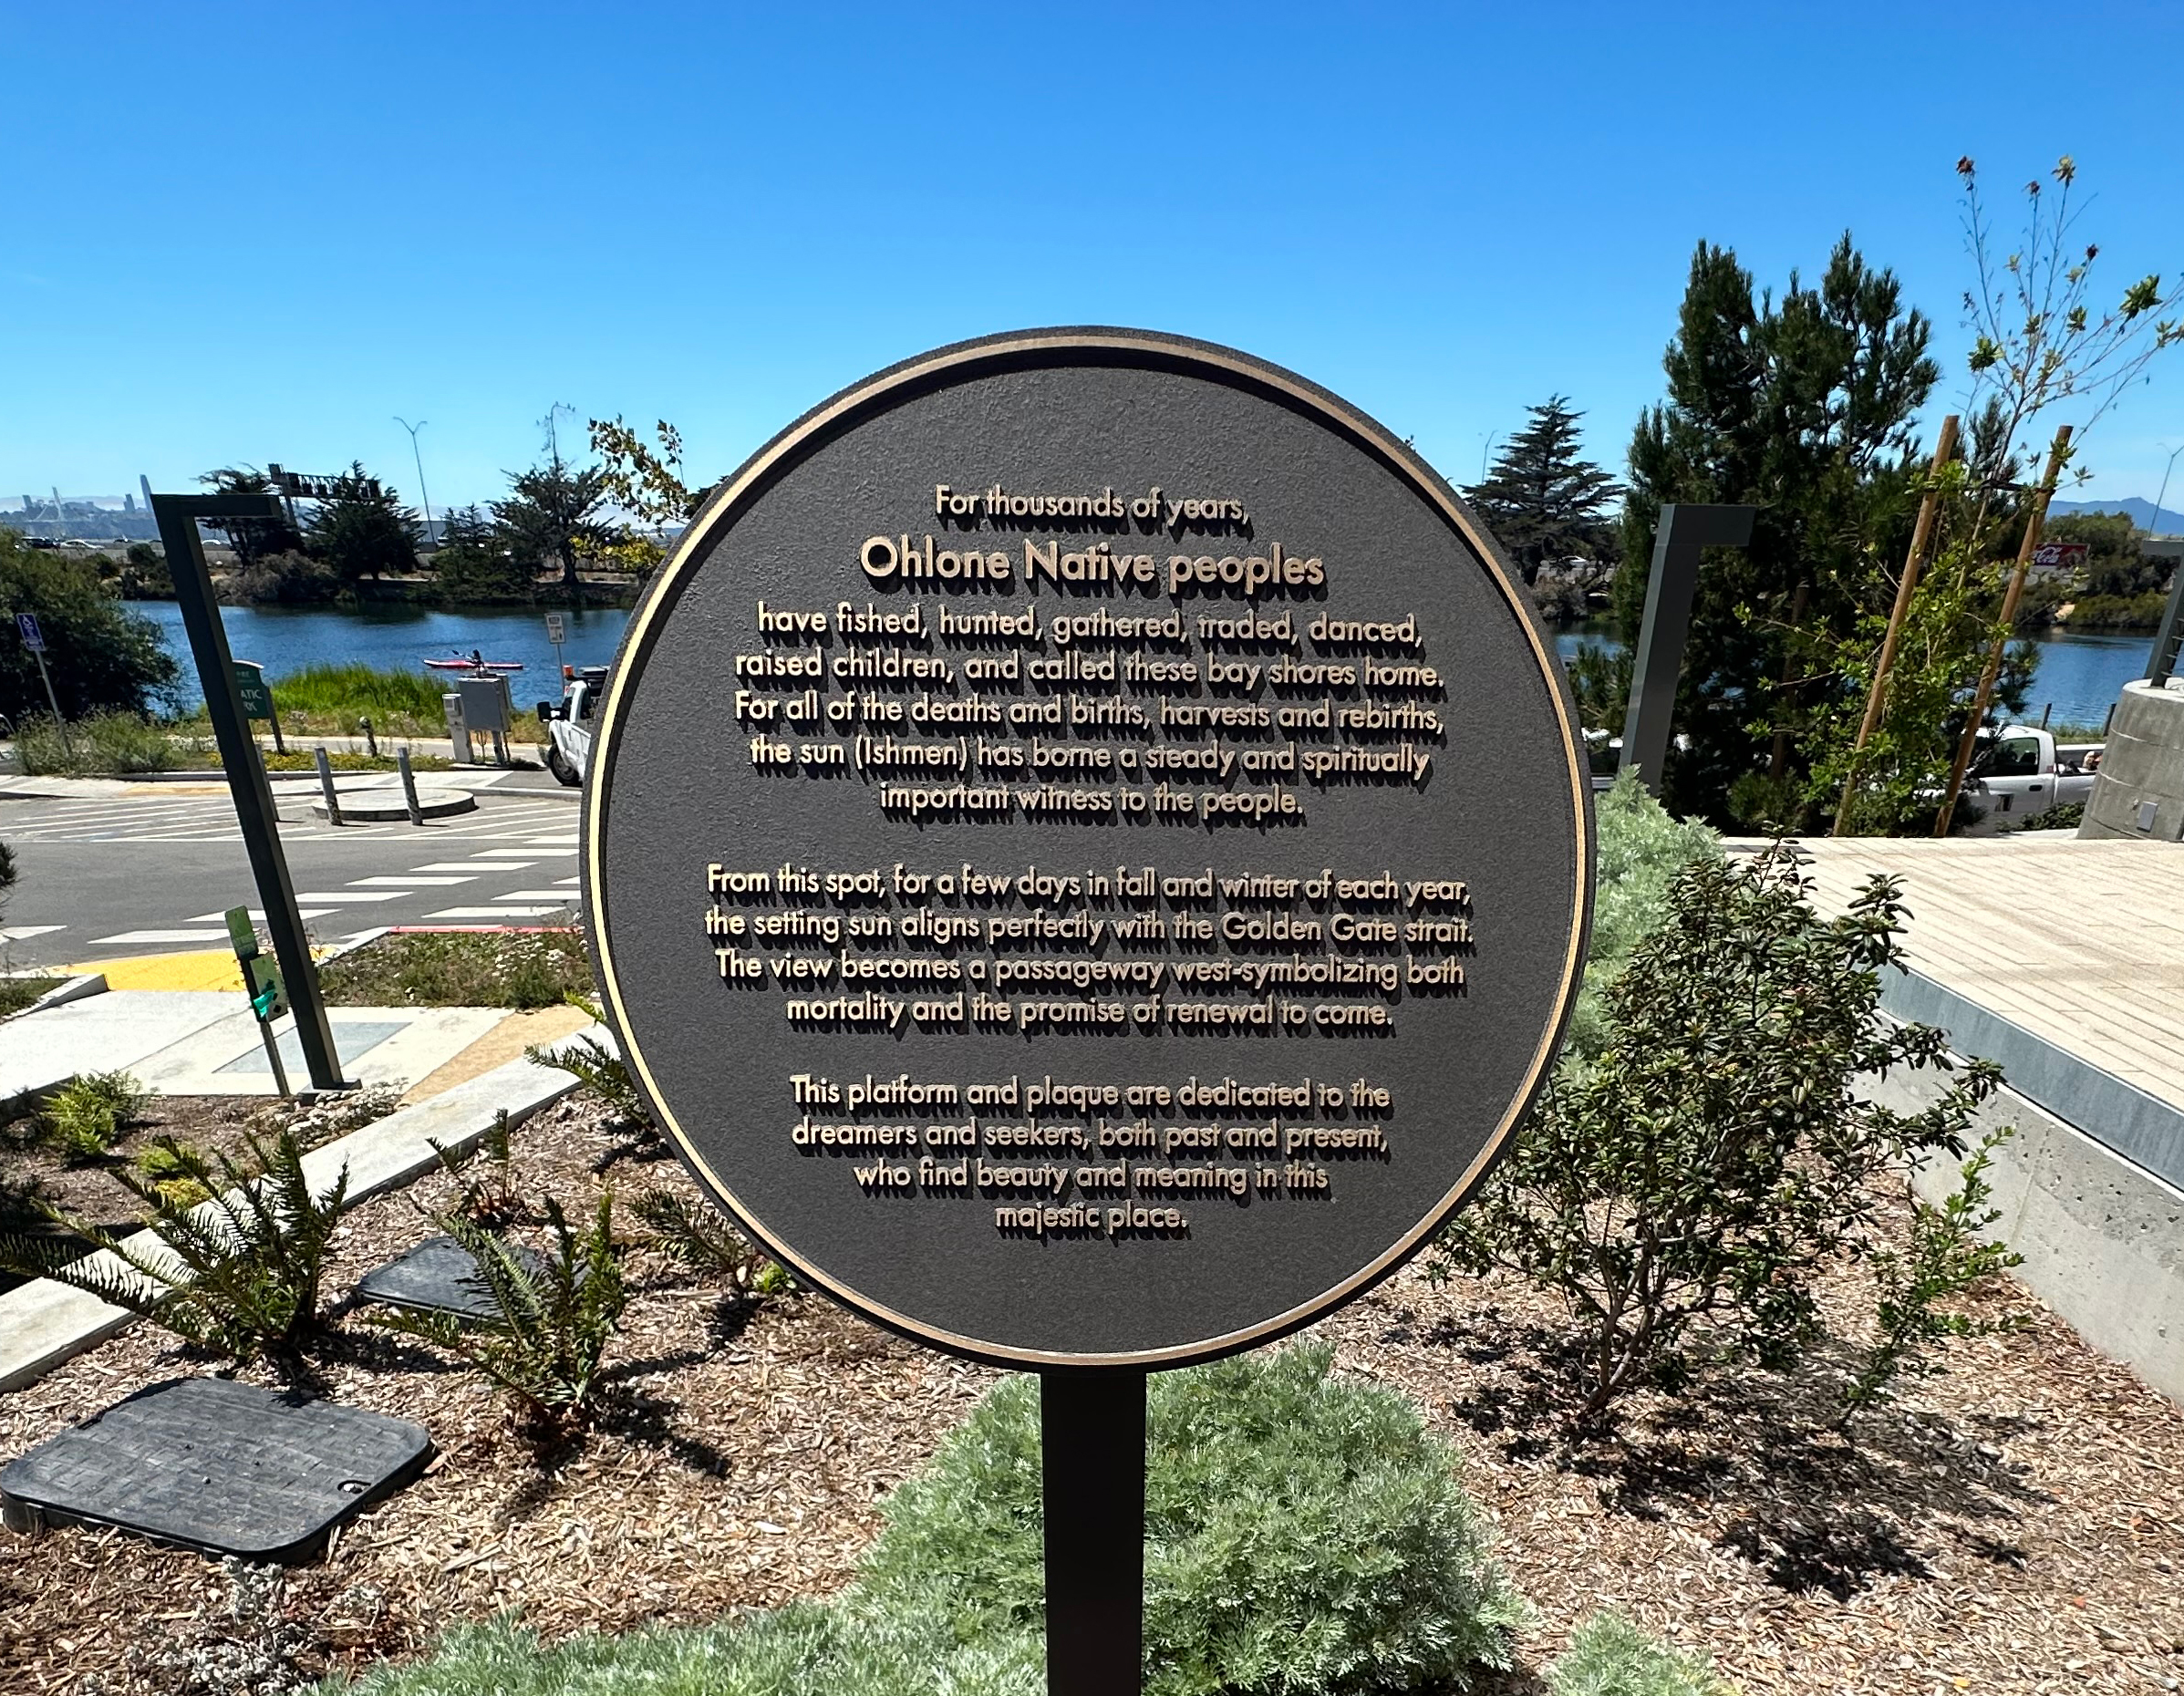 For thousands of years,
Ohlone Native peoples
have fished, hunted, gathered, traded, danced,
raised children, and called these bay shores home.
For all of the deaths and births, harvests and rebirths,
the sun (Ishmen) has borne a steady and spiritually
important witness to the people.
From this spot, for a few days in fall and winter of each year,
the setting sun aligns perfectly with the Golden Gate strait.
The view becomes a passageway west-symbolizing both
mortality and the promise of renewal to come.
This platform and plaque are dedicated to the
dreamers and seekers, both past and present,
who find beauty and meaning in this
majestic place.
KEEP
Coca-Cola